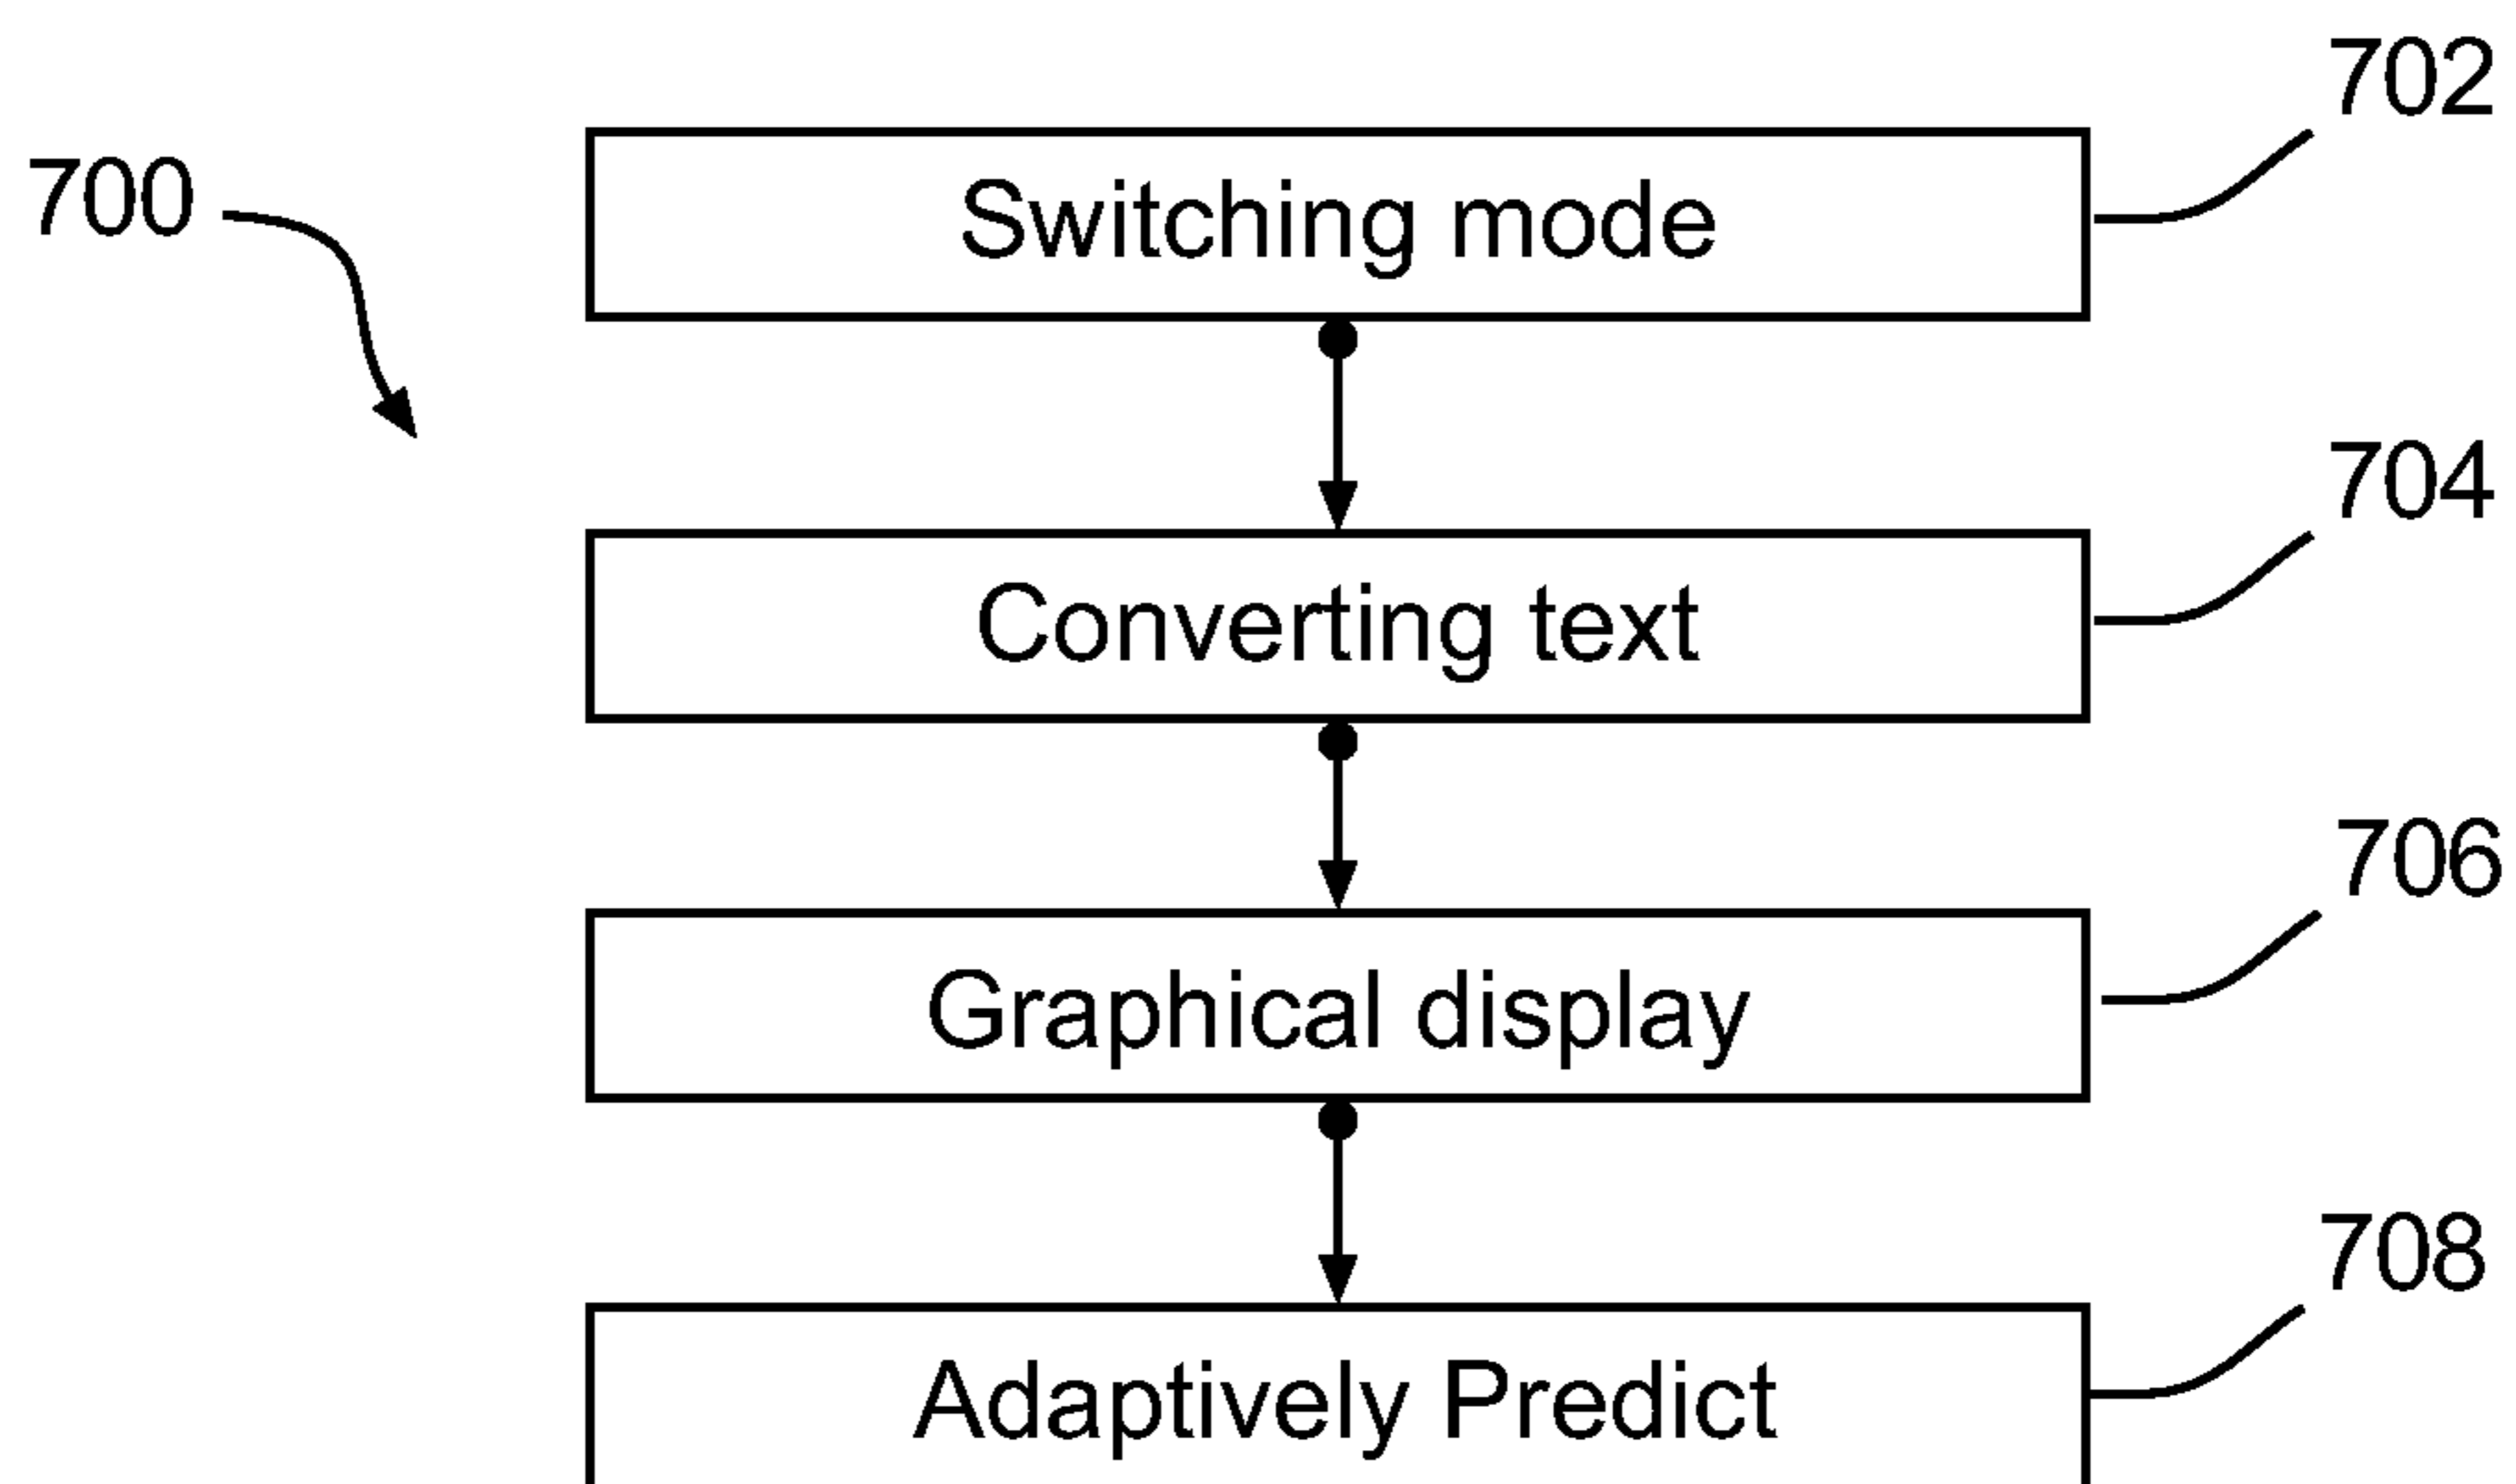 702
700
Switching mode
704
Converting text
706
Graphical display
708
Adaptively Predict